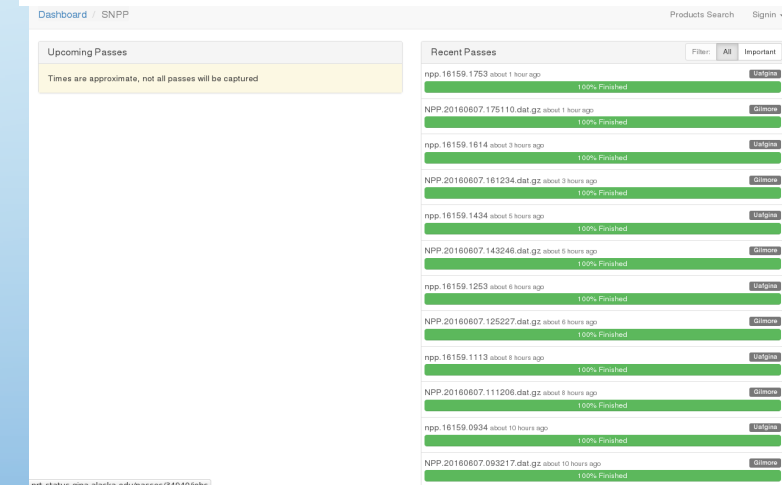 Dashboard / SNPP
Products Search Signin
Upcoming Passes
Times are approximate, not all passes will be captured
Recent Passes
Filter: All Important
npp.16159.1753 about 1 hour ago Uafgina
100% Finished
NPP.20160607.175110.dat.gz about 1 hour ago Gilmore
100% Finished
npp.16159.1614 about 3 hours ago Uafgina
100% Finished
NPP.20160607.161234.dat.gz about 3 hours ago Gilmore
100% Finished
npp.16159.1434 about 5 hours ago Uafgina
100% Finished
NPP.20160607.143246.dat.gz about 5 hours ago Gilmore
100% Finished
npp.16159.1253 about 6 hours ago Uafgina
100% Finished
NPP.20160607.125227.dat.gz about 6 hours ago Gilmore
100% Finished
npp.16159.1113 about 8 hours ago Uafgina
100% Finished
NPP.20160607.111206.dat.gz about 8 hours ago Gilmore
100% Finished
npp.16159.0934 about 10 hours ago Uafgina
100% Finished
NPP.20160607.093217.dat.gz about 10 hours ago Gilmore
100% Finished